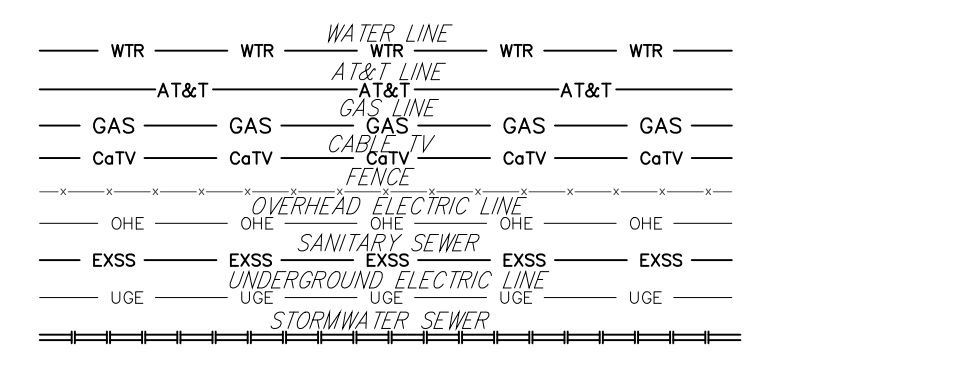 WATER LINE
WTR WTR WTR WTR WTR
AT&T LINE
AT&T AT&T AT&T
GAS LINE
GAS GAS GAS GAS GAS
CABLE TV
CaTV CaTV CaTV CaTV CaTV
FENCE
x x x x x x x x x x x x x x x
OVERHEAD ELECTRIC LINE
OHE OHE OHE OHE OHE
SANITARY SEWER
EXSS EXSS EXSS EXSS EXSS
UNDERGROUND ELECTRIC LINE
UGE UGE UGE UGE UGE
STORMWATER SEWER